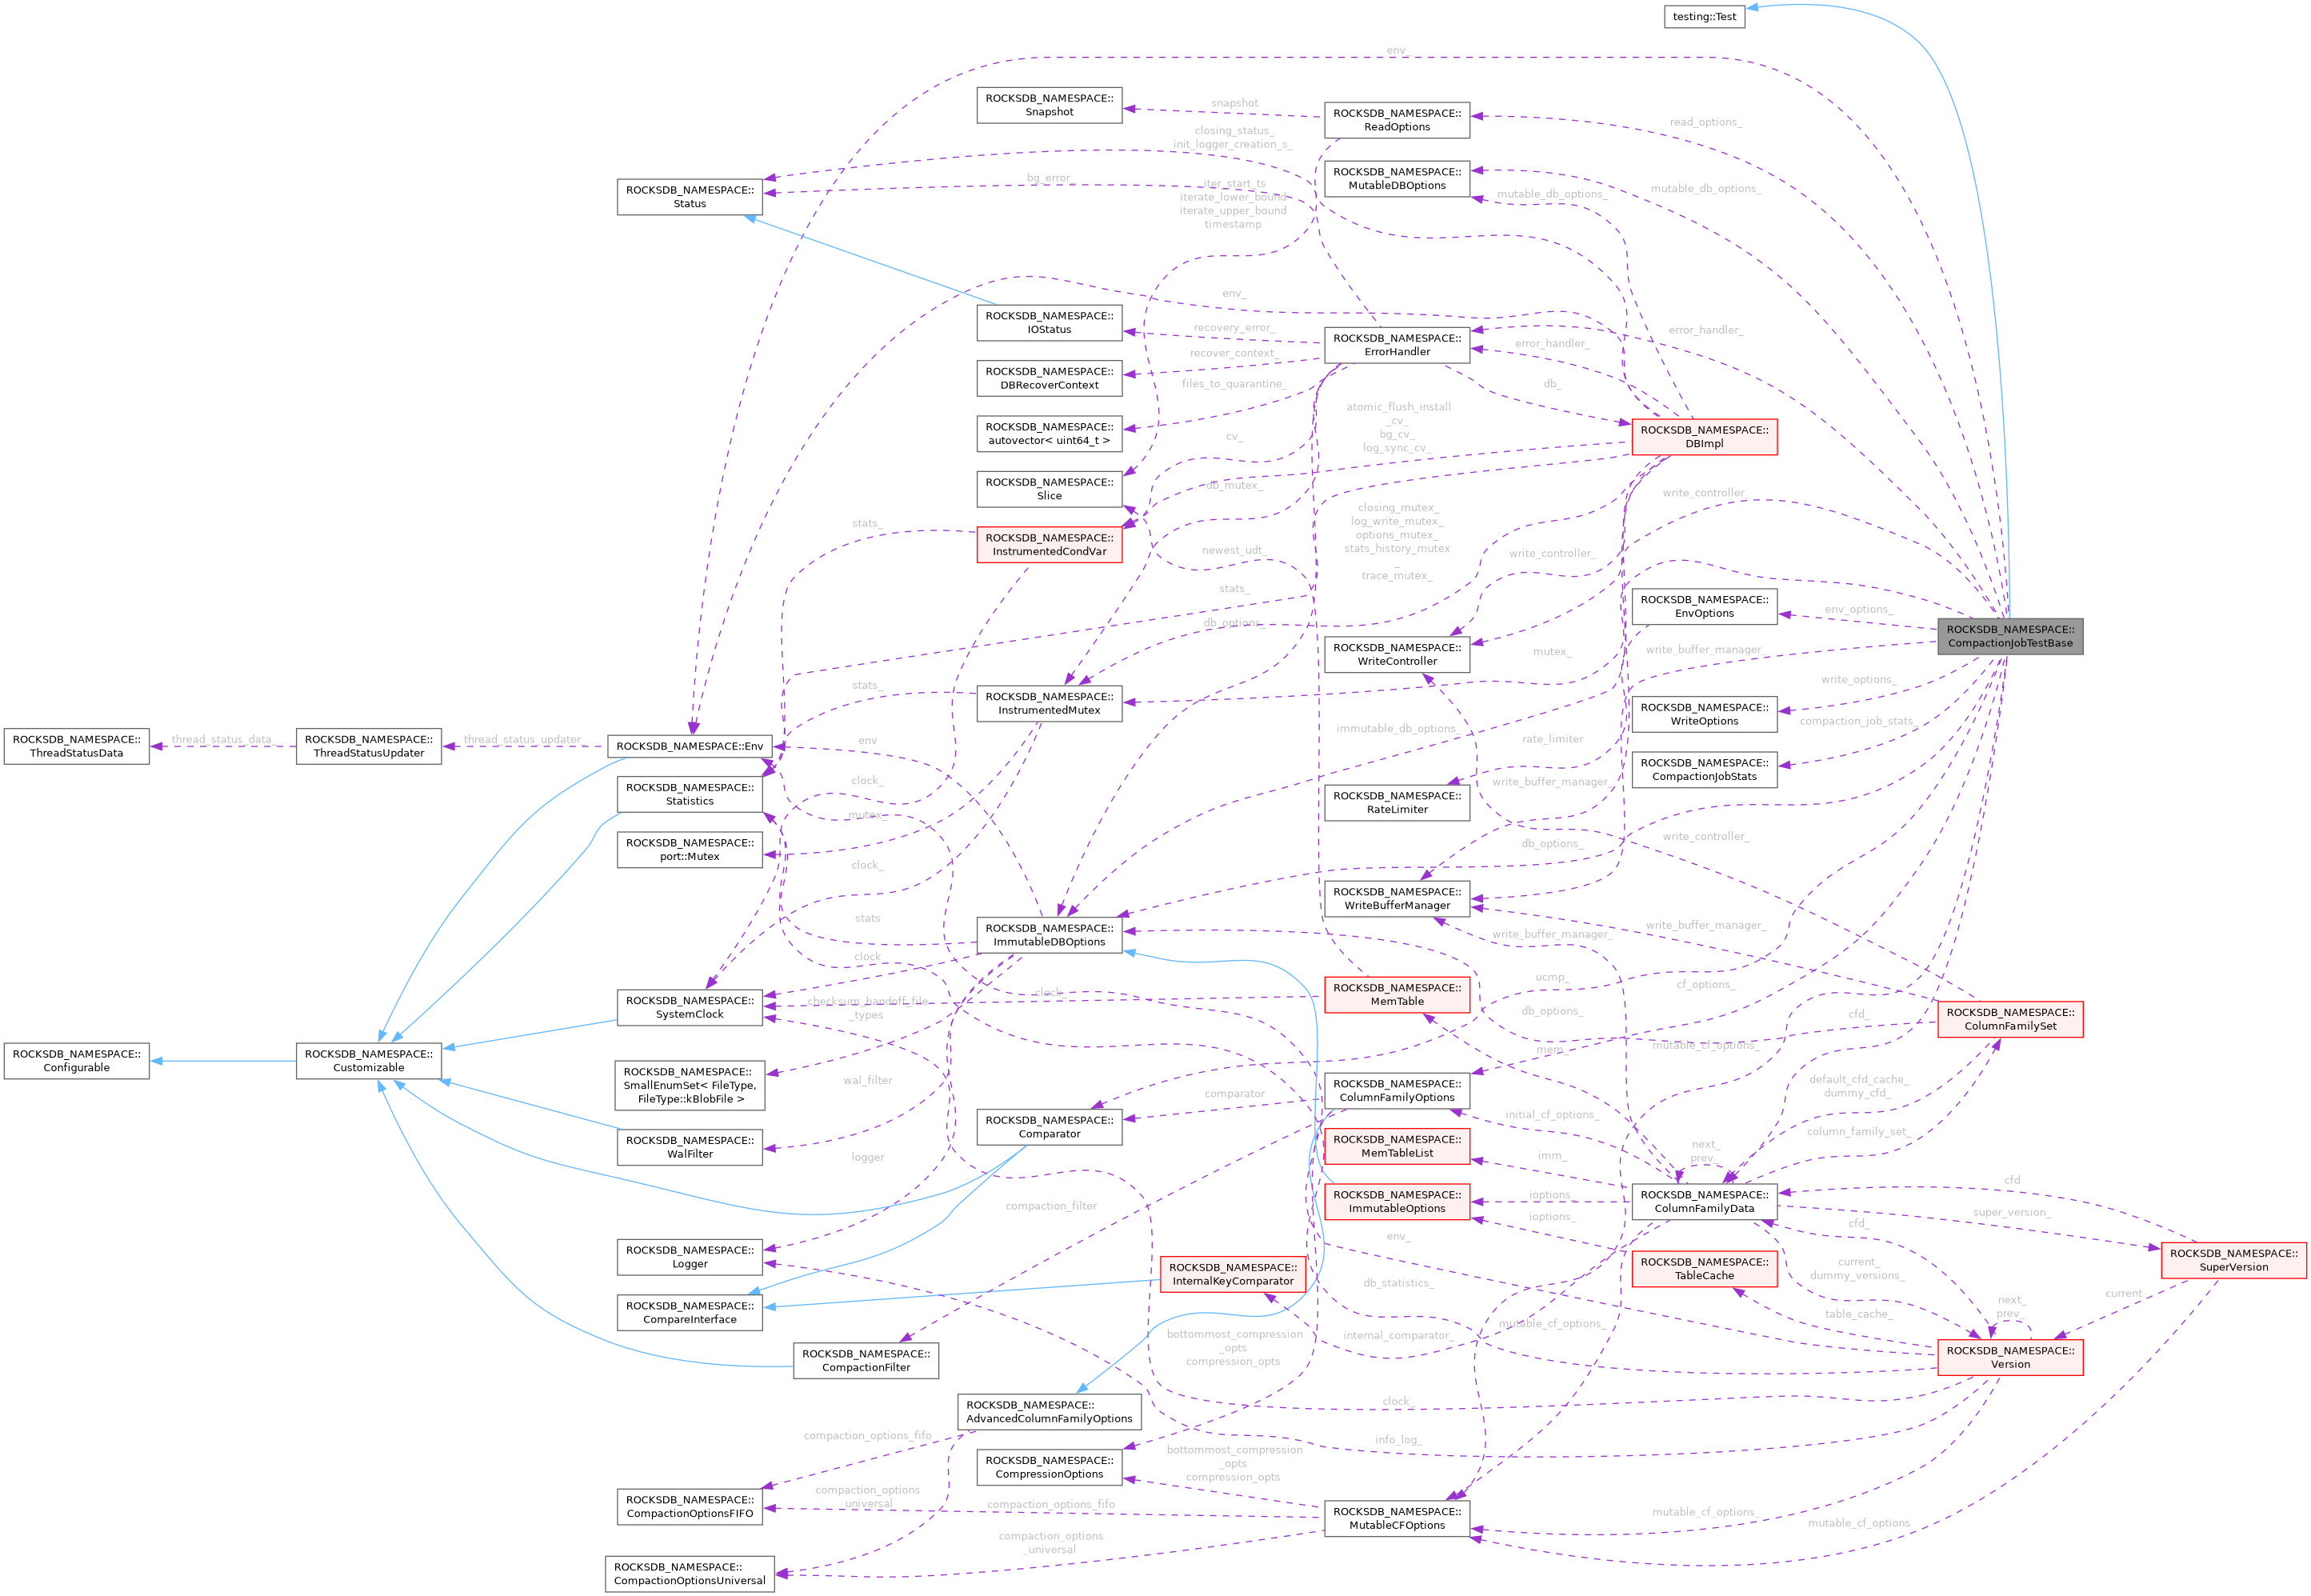 testing::Test
env_
ROCKSDB_NAMESPACE::
Snapshot
snapshot
ROCKSDB_NAMESPACE::
ReadOptions
read_options_
closing_status_
init_logger_creation_s_
ROCKSDB_NAMESPACE::
Status
bg_error_
iter_start_ts
iterate_lower_bound
iterate_upper_bound
timestamp
ROCKSDB_NAMESPACE::
MutableDBOptions
mutable_db_options_
mutable_db_options_
env_
ROCKSDB_NAMESPACE::
IOStatus
recovery_error_
ROCKSDB_NAMESPACE::
ErrorHandler
error_handler_
error_handler_
recover_context_
ROCKSDB_NAMESPACE::
DBRecoverContext
files_to_quarantine_
db_
ROCKSDB_NAMESPACE::
autovector< uint64_t >
atomic_flush_install
_cv_
bg_cv_
log_sync_cv_
ROCKSDB_NAMESPACE::
DBImpl
cv_
ROCKSDB_NAMESPACE::
Slice
db_mutex_
write_controller_
stats_
ROCKSDB_NAMESPACE::
InstrumentedCondVar
newest_udt_
closing_mutex_
log_write_mutex_
options_mutex_
stats_history_mutex
_
trace_mutex_
write_controller_
stats_
ROCKSDB_NAMESPACE::
EnvOptions
env_options_
db_options_
ROCKSDB_NAMESPACE::
CompactionJobTestBase
ROCKSDB_NAMESPACE::
WriteController
mutex_
write_buffer_manager_
stats_
ROCKSDB_NAMESPACE::
InstrumentedMutex
write_options_
ROCKSDB_NAMESPACE::
WriteOptions
compaction_job_stats_
immutable_db_options_
ROCKSDB_NAMESPACE::
ThreadStatusData
thread_status_data_
ROCKSDB_NAMESPACE::
ThreadStatusUpdater
thread_status_updater_
ROCKSDB_NAMESPACE::Env
env
rate_limiter
ROCKSDB_NAMESPACE::
CompactionJobStats
clock_
ROCKSDB_NAMESPACE::
Statistics
write_buffer_manager_
ROCKSDB_NAMESPACE::
RateLimiter
mutex_
ROCKSDB_NAMESPACE::
port::Mutex
clock_
db_options_
write_controller_
ROCKSDB_NAMESPACE::
WriteBufferManager
stats
ROCKSDB_NAMESPACE::
ImmutableDBOptions
write_buffer_manager_
write_buffer_manager_
clock
ucmp_
cf_options_
ROCKSDB_NAMESPACE::
SystemClock
checksum_handoff_file
_types
clock_
ROCKSDB_NAMESPACE::
MemTable
db_options_
cfd_
ROCKSDB_NAMESPACE::
ColumnFamilySet
ROCKSDB_NAMESPACE::
Configurable
ROCKSDB_NAMESPACE::
Customizable
mem_
mutable_cf_options_
ROCKSDB_NAMESPACE::
SmallEnumSet< FileType,
FileType::kBlobFile >
wal_filter
comparator
ROCKSDB_NAMESPACE::
ColumnFamilyOptions
default_cfd_cache_
dummy_cfd_
ROCKSDB_NAMESPACE::
Comparator
initial_cf_options_
column_family_set_
ROCKSDB_NAMESPACE::
WalFilter
ROCKSDB_NAMESPACE::
MemTableList
imm_
next_
prev_
logger
ROCKSDB_NAMESPACE::
ImmutableOptions
ioptions_
ROCKSDB_NAMESPACE::
ColumnFamilyData
cfd
compaction_filter
ioptions_
super_version_
cfd_
ROCKSDB_NAMESPACE::
Logger
env_
ROCKSDB_NAMESPACE::
InternalKeyComparator
ROCKSDB_NAMESPACE::
TableCache
current_
dummy_versions_
ROCKSDB_NAMESPACE::
SuperVersion
db_statistics_
current
ROCKSDB_NAMESPACE::
CompareInterface
table_cache_
next_
prev_
bottommost_compression
_opts
compression_opts
internal_comparator_
mutable_cf_options_
ROCKSDB_NAMESPACE::
Version
ROCKSDB_NAMESPACE::
CompactionFilter
ROCKSDB_NAMESPACE::
AdvancedColumnFamilyOptions
clock_
compaction_options_fifo
info_log_
bottommost_compression
_opts
compression_opts
ROCKSDB_NAMESPACE::
CompressionOptions
compaction_options
_universal
ROCKSDB_NAMESPACE::
CompactionOptionsFIFO
compaction_options_fifo
ROCKSDB_NAMESPACE::
MutableCFOptions
mutable_cf_options_
mutable_cf_options
compaction_options
_universal
ROCKSDB_NAMESPACE::
CompactionOptionsUniversal